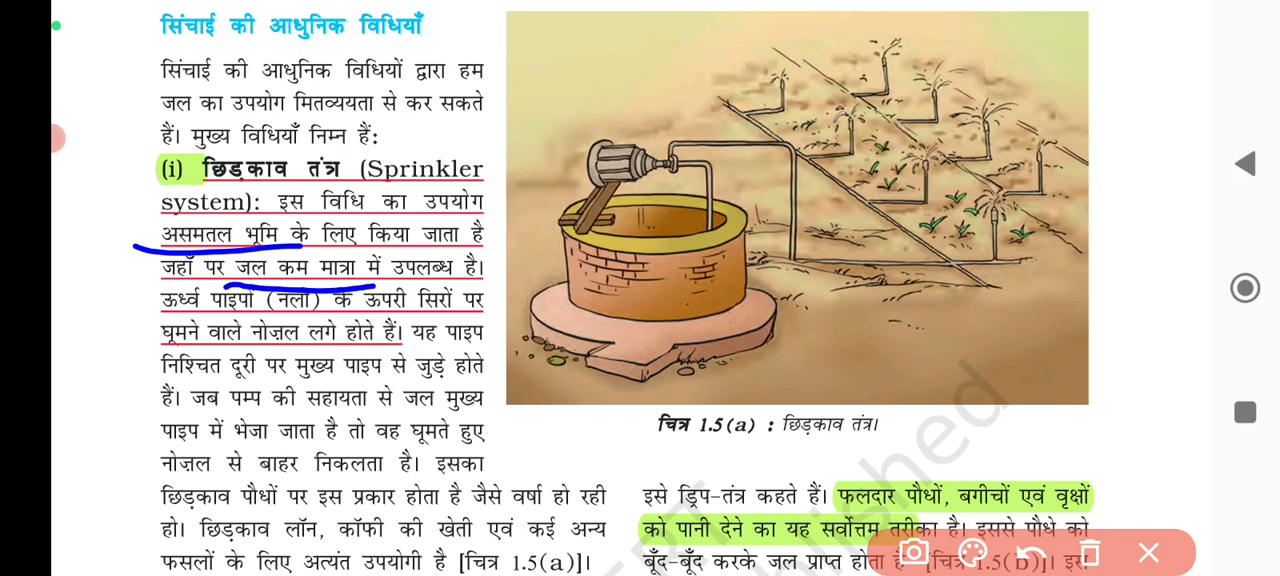 सिंचाई की आधुनिक विधियाँ
सिंचाई की आधुनिक विधियों द्वारा हम
जल का उपयोग मितव्ययता से कर सकते
हैं। मुख्य विधियाँ निम्न हैं:
(i) छिड़काव तंत्र (Sprinkler
system): इस विधि का उपयोग
असमतल भूमि के लिए किया जाता है
जहाँ पर जल कम मात्रा में उपलब्ध है।
ऊर्ध्व पाइपों (नलों) के ऊपरी सिरों पर
घूमने वाले नोज़ल लगे होते हैं। यह पाइप
निश्चित दूरी पर मुख्य पाइप से जुड़े होते
हैं। जब पम्प की सहायता से जल मुख्य
पाइप में भेजा जाता है तो वह घूमते हुए
नोज़ल से बाहर निकलता है। इसका
छिड़काव पौधों पर इस प्रकार होता है जैसे वर्षा हो रही
हो। छिड़काव लॉन, कॉफी की खेती एवं कई अन्य
फसलों के लिए अत्यंत उपयोगी है [चित्र 1.5(a)]।
चित्र 1.5(a) : छिड़काव तंत्र।
इसे ड्रिप-तंत्र कहते हैं। फलदार पौधों, बगीचों एवं वृक्षों
को पानी देने का यह सर्वोत्तम तरीका है। इससे पौधे को
बूँद-बूँद करके जल प्राप्त होता है [चित्र 1.5(b)]। इस